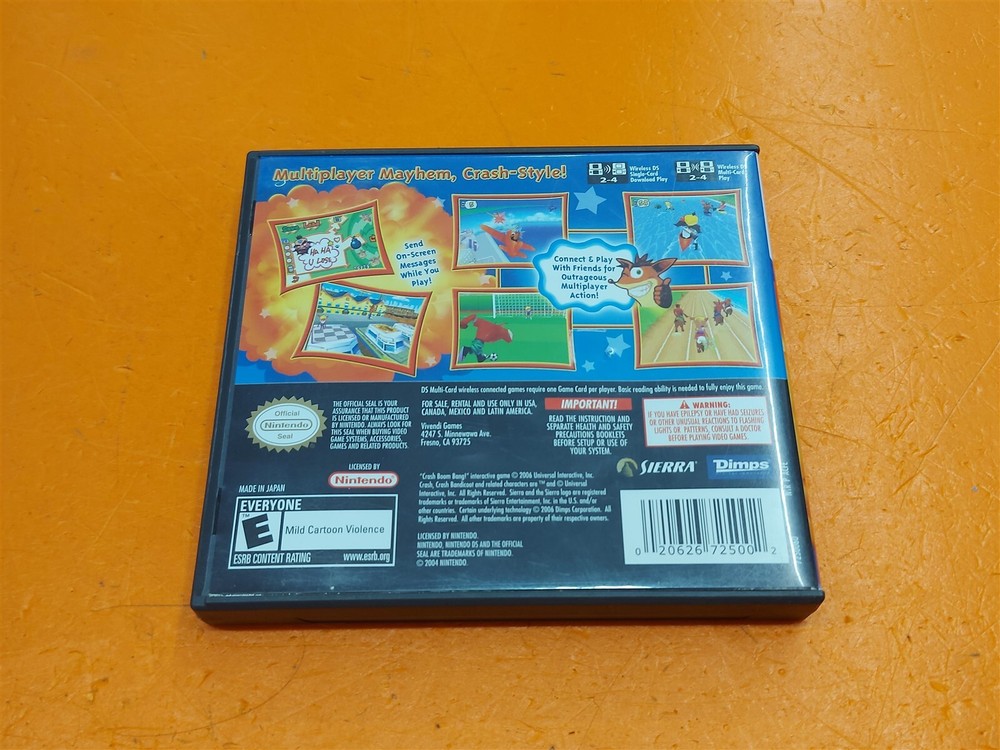 Multiplayer Mayhem, Crash-Style!
2-4
Wireless DS
Single-Card
Download Play
2-4
Wireless DS
Multi-Card
Play
HA HA
U LOSE
Send
On-Screen
Messages
While You
Play!
Connect & Play
With Friends for
Outrageous
Multiplayer
Action!
DS Multi-Card wireless connected games require one Game Card per player. Basic reading ability is needed to fully enjoy this game.
Official
Nintendo
Seal
THE OFFICIAL SEAL IS YOUR
ASSURANCE THAT THIS PRODUCT
IS LICENSED OR MANUFACTURED
BY NINTENDO. ALWAYS LOOK FOR
THIS SEAL WHEN BUYING VIDEO
GAME SYSTEMS, ACCESSORIES,
GAMES AND RELATED PRODUCTS
FOR SALE, RENTAL AND USE ONLY IN USA,
CANADA, MEXICO AND LATIN AMERICA.
Vivendi Games
4247 S. Minnewawa Ave.
Fresno, CA 93725
IMPORTANT!
READ THE INSTRUCTION AND
SEPARATE HEALTH AND SAFETY
PRECAUTIONS BOOKLETS
BEFORE SETUP OR USE OF
YOUR SYSTEM.
WARNING:
IF YOU HAVE EPILEPSY OR HAVE HAD SEIZURES
OR OTHER UNUSUAL REACTIONS TO FLASHING
LIGHTS OR PATTERNS, CONSULT A DOCTOR
BEFORE PLAYING VIDEO GAMES.
LICENSED BY
Nintendo
MADE IN JAPAN
SIERRA
Dimps
EVERYONE
E
TM
Mild Cartoon Violence
ESRB CONTENT RATING www.esrb.org
"Crash Boom Bang!" interactive game © 2006 Universal Interactive, Inc.
Crash, Crash Bandicoot and related characters are ™ and © Universal
Interactive, Inc. All Rights Reserved. Sierra and the Sierra logo are registered
trademarks or trademarks of Sierra Entertainment, Inc. in the U.S. and/or
other countries. Certain underlying technology © 2006 Dimps Corporation. All
Rights Reserved. All other trademarks are property of their respective owners.
LICENSED BY NINTENDO.
NINTENDO, NINTENDO DS AND THE OFFICIAL
SEAL ARE TRADEMARKS OF NINTENDO.
© 2004 NINTENDO.
0 20626 72500 2